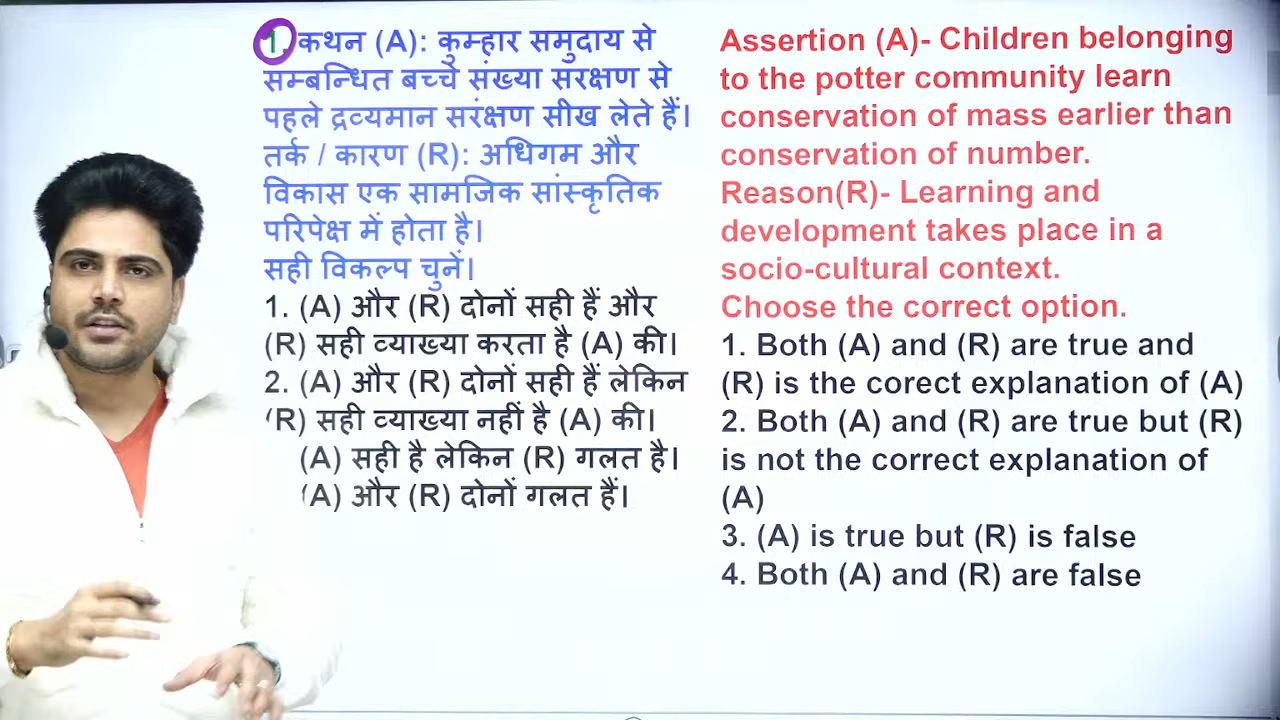 1. कथन (A): कुम्हार समुदाय से
सम्बन्धित बच्चे संख्या सरक्षण से
पहले द्रव्यमान सरंक्षण सीख लेते हैं।
तर्क / कारण (R): अधिगम और
विकास एक सामजिक सांस्कृतिक
परिपेक्ष में होता है।
सही विकल्प चुनें।
1. (A) और (R) दोनों सही हैं और
(R) सही व्याख्या करता है (A) की।
2. (A) और (R) दोनों सही हैं लेकिन
(R) सही व्याख्या नहीं है (A) की।
(A) सही है लेकिन (R) गलत है।
(A) और (R) दोनों गलत हैं।
Assertion (A)- Children belonging
to the potter community learn
conservation of mass earlier than
conservation of number.
Reason(R)- Learning and
development takes place in a
socio-cultural context.
Choose the correct option.
1. Both (A) and (R) are true and
(R) is the corect explanation of (A)
2. Both (A) and (R) are true but (R)
is not the correct explanation of
(A)
3. (A) is true but (R) is false
4. Both (A) and (R) are false